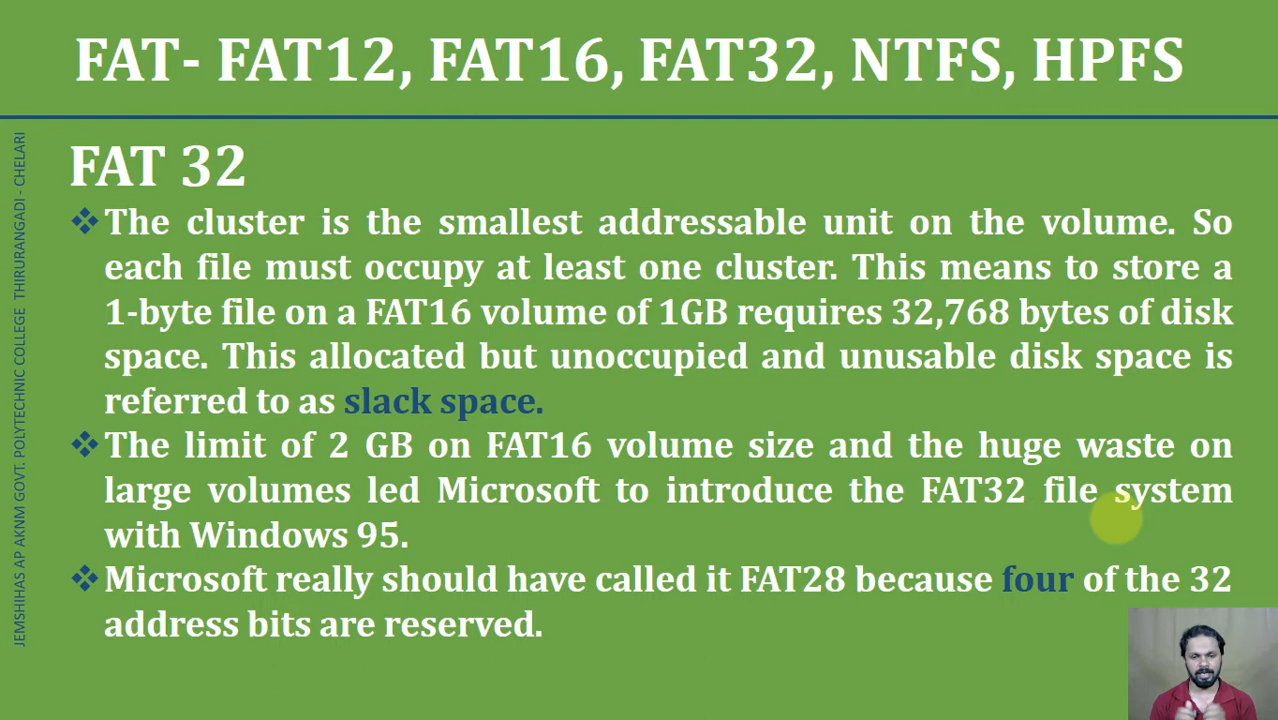 FAT- FAT12, FAT16, FAT32, NTFS, HPFS
JEMSHIHAS AP AKNM GOVT. POLYTECHNIC COLLEGE THIRURANGADI - CHELARI
FAT 32
❖The cluster is the smallest addressable unit on the volume. So
each file must occupy at least one cluster. This means to store a
1-byte file on a FAT16 volume of 1GB requires 32,768 bytes of disk
space. This allocated but unoccupied and unusable disk space is
referred to as slack space.
❖The limit of 2 GB on FAT16 volume size and the huge waste on
large volumes led Microsoft to introduce the FAT32 file system
with Windows 95.
❖Microsoft really should have called it FAT28 because four of the 32
address bits are reserved.